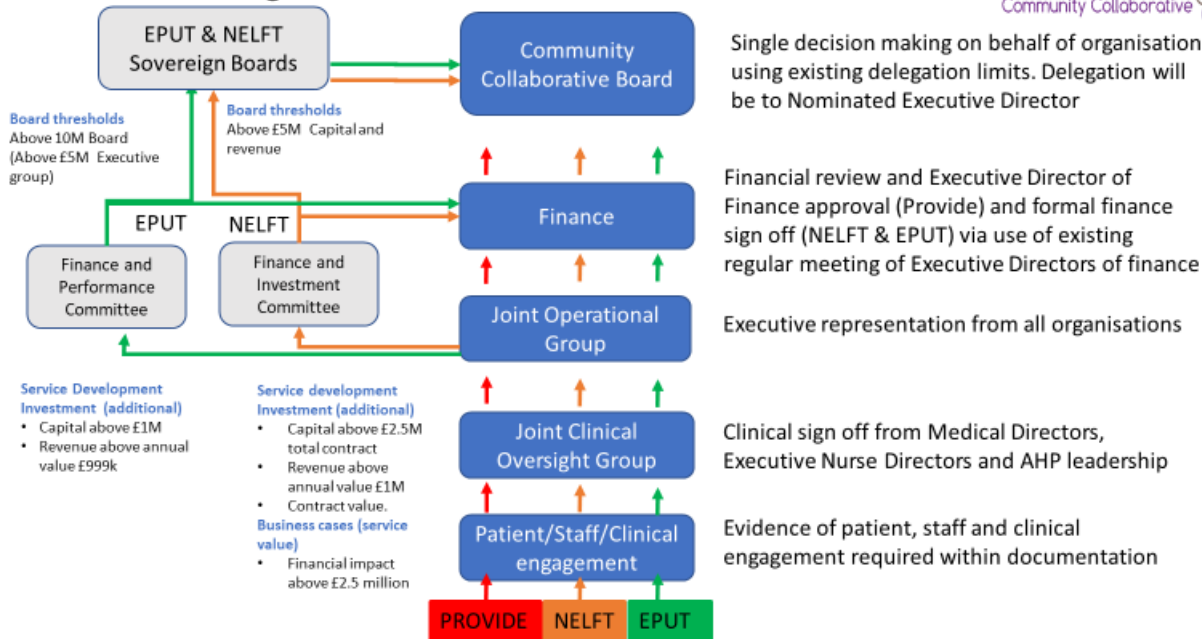 Community Collaborative
EPUT & NELFT
Sovereign Boards
Community
Collaborative Board
Single decision making on behalf of organisation
using existing delegation limits. Delegation will
be to Nominated Executive Director
Board thresholds
Above 10M Board
(Above £5M Executive
group)
Board thresholds
Above £5M Capital and
revenue
EPUT
NELFT
Finance
Financial review and Executive Director of
Finance approval (Provide) and formal finance
sign off (NELFT & EPUT) via use of existing
regular meeting of Executive Directors of finance
Finance and
Performance
Committee
Finance and
Investment
Committee
Joint Operational
Group
Executive representation from all organisations
Service Development
Investment (additional)
• Capital above £1M
• Revenue above annual
value £999k
Service development
Investment (additional)
• Capital above £2.5M
total contract
• Revenue above
annual value £1M
• Contract value.
Business cases (service
value)
• Financial impact
above £2.5 million
Joint Clinical
Oversight Group
Clinical sign off from Medical Directors,
Executive Nurse Directors and AHP leadership
Patient/Staff/Clinical
engagement
Evidence of patient, staff and clinical
engagement required within documentation
PROVIDE
NELFT
EPUT